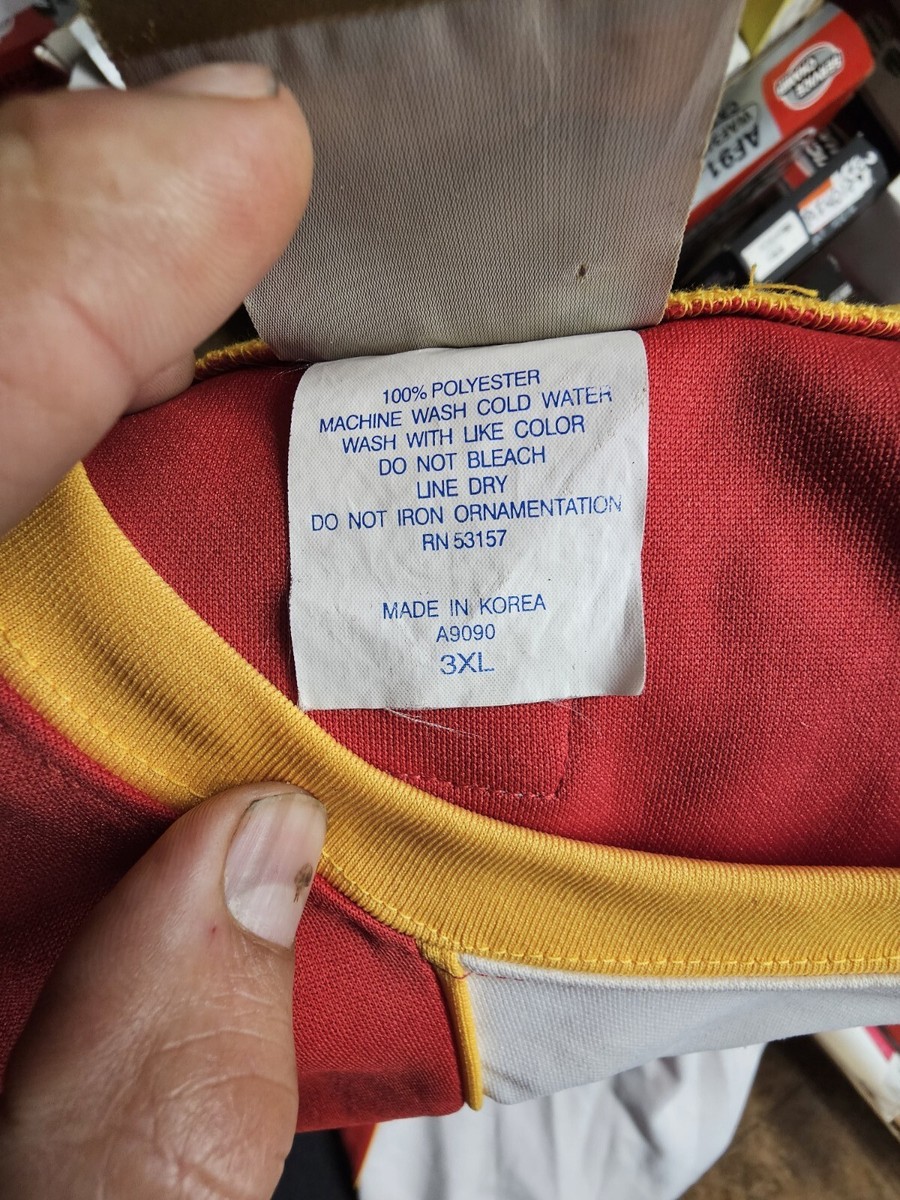 100% POLYESTER
MACHINE WASH COLD WATER
WASH WITH LIKE COLOR
DO NOT BLEACH
LINE DRY
DO NOT IRON ORNAMENTATION
RN 53157
MADE IN KOREA
A9090
3XL